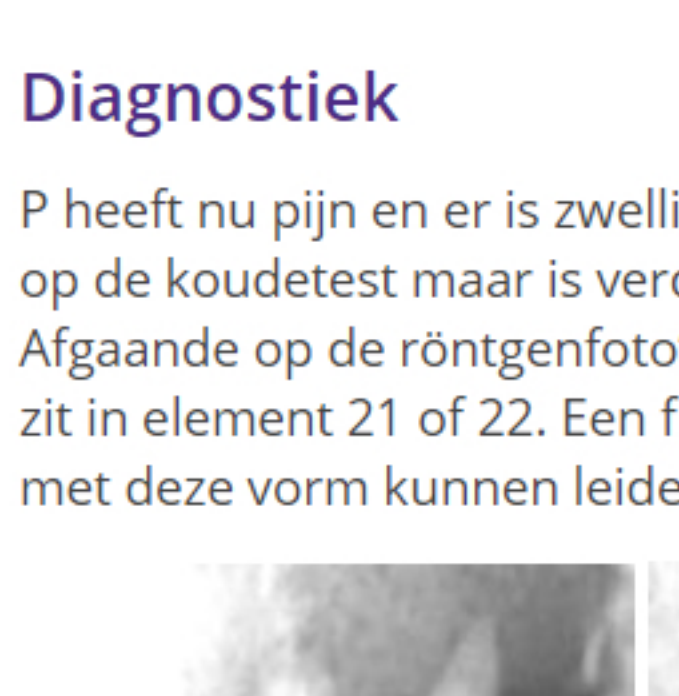 Diagnostiek
P heeft nu pijn en er is
op de koudetest maar is
Afgaande op de
zit in element 21 of 22. Een
met deze vorm kunnen